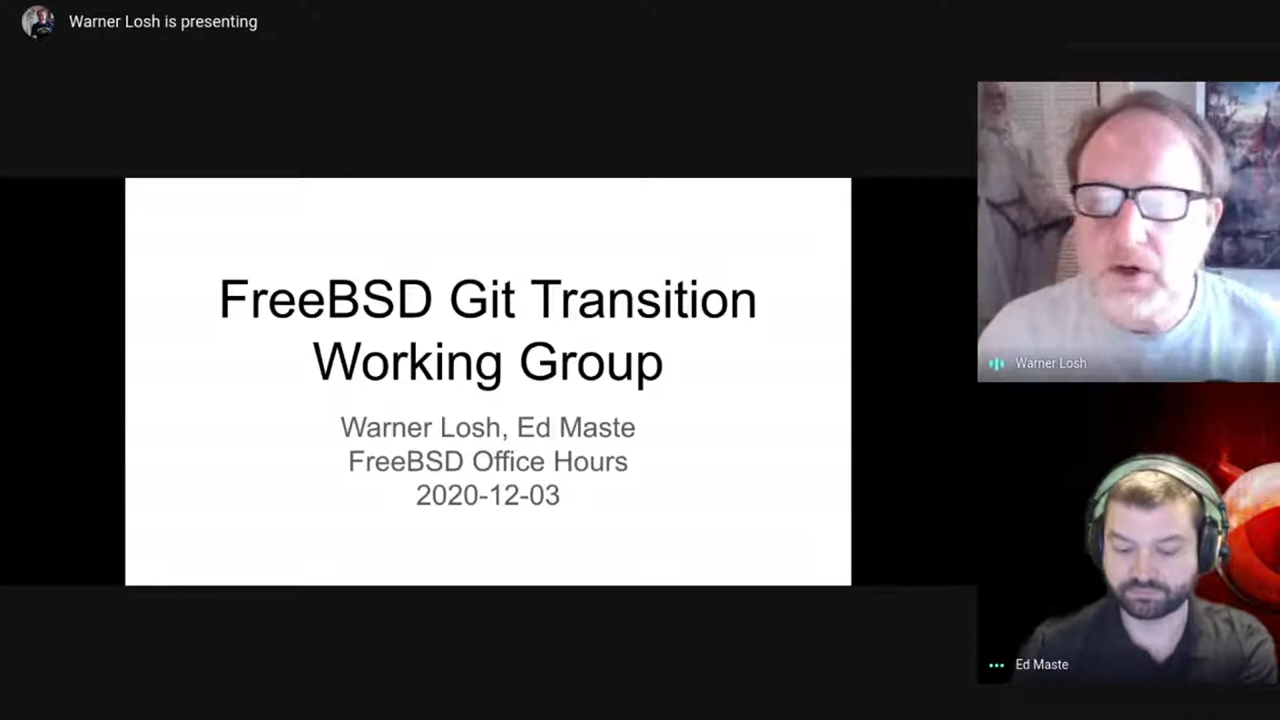 Warner Losh is presenting
FreeBSD Git Transition
Working Group
Warner Losh, Ed Maste
FreeBSD Office Hours
2020-12-03
Warner Losh
Ed Maste